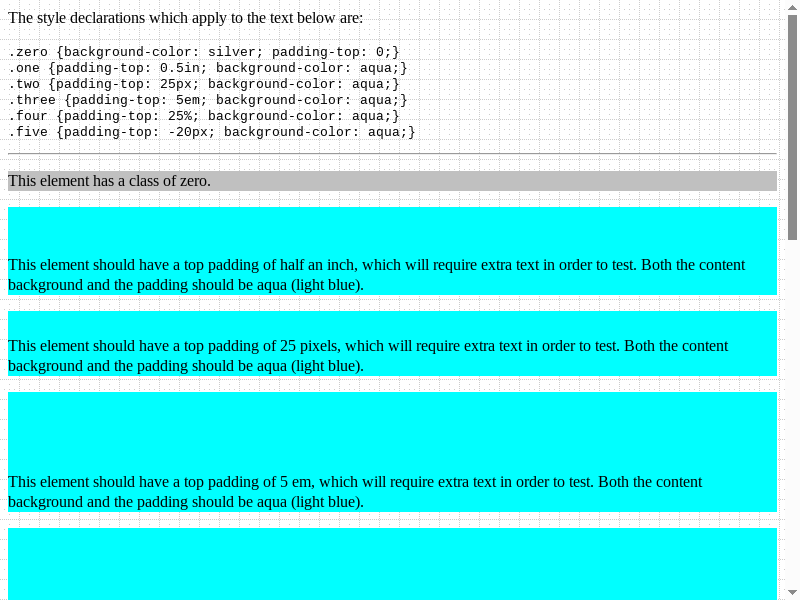 The style declarations which apply to the text below are:
.zero {background-color: silver; padding-top: 0;}
.one {padding-top: 0.5in; background-color: aqua;}
.two {padding-top: 25px; background-color: aqua;}
.three {padding-top: 5em; background-color: aqua;}
.four {padding-top: 25%; background-color: aqua;}
.five {padding-top: -20px; background-color: aqua;}
This element has a class of zero.
This element should have a top padding of half an inch, which will require extra text in order to test. Both the content
background and the padding should be aqua (light blue).
This element should have a top padding of 25 pixels, which will require extra text in order to test. Both the content
background and the padding should be aqua (light blue).
This element should have a top padding of 5 em, which will require extra text in order to test. Both the content
background and the padding should be aqua (light blue).